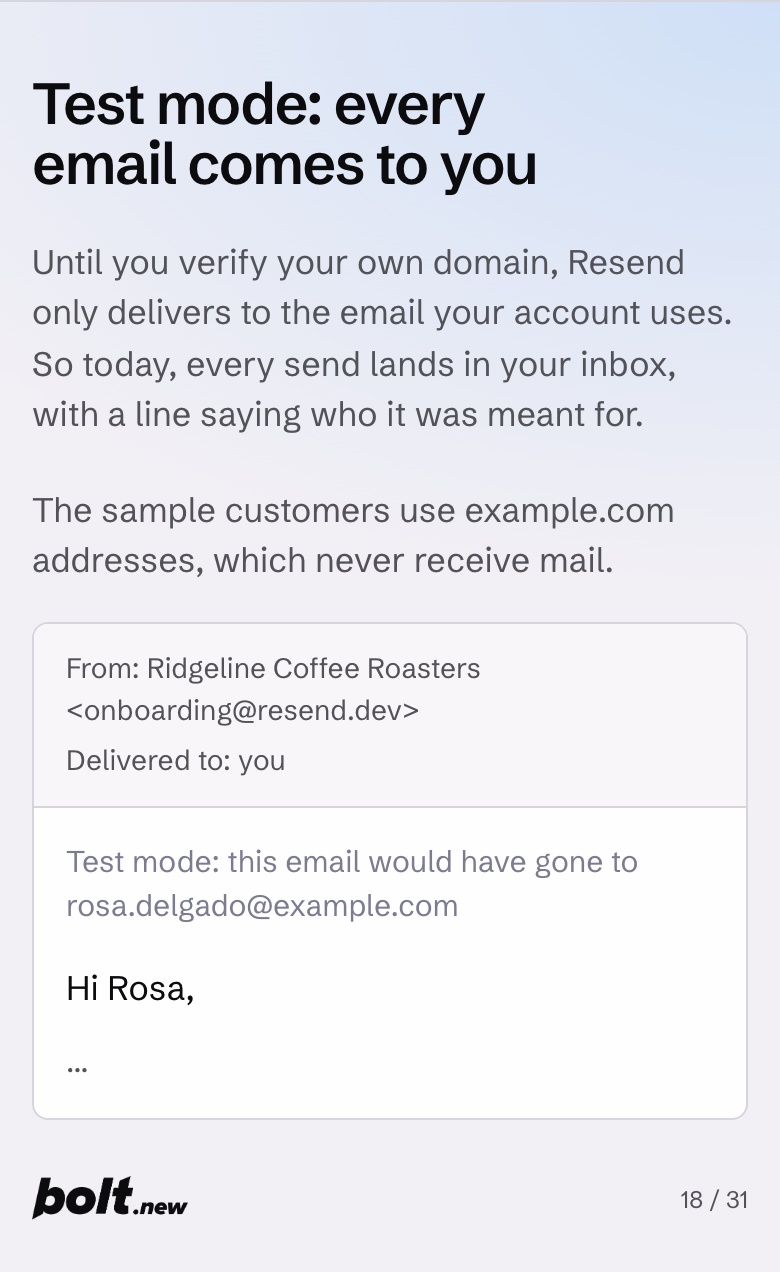 Test mode: every
email comes to you
Until you verify your own domain, Resend
only delivers to the email your account uses.
So today, every send lands in your inbox,
with a line saying who it was meant for.
The sample customers use example.com
addresses, which never receive mail.
From: Ridgeline Coffee Roasters
<onboarding@resend.dev>
Delivered to: you
Test mode: this email would have gone to
rosa.delgado@example.com
Hi Rosa,
...
bolt.new
18 / 31